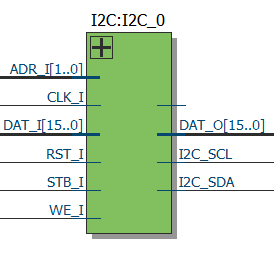 I2C:I2C_0
ADR_I[1..0]
CLK_I
DAT_I[15..0] DAT_O[15..0]
RST_I I2C_SCL
STB_I I2C_SDA
WE_I